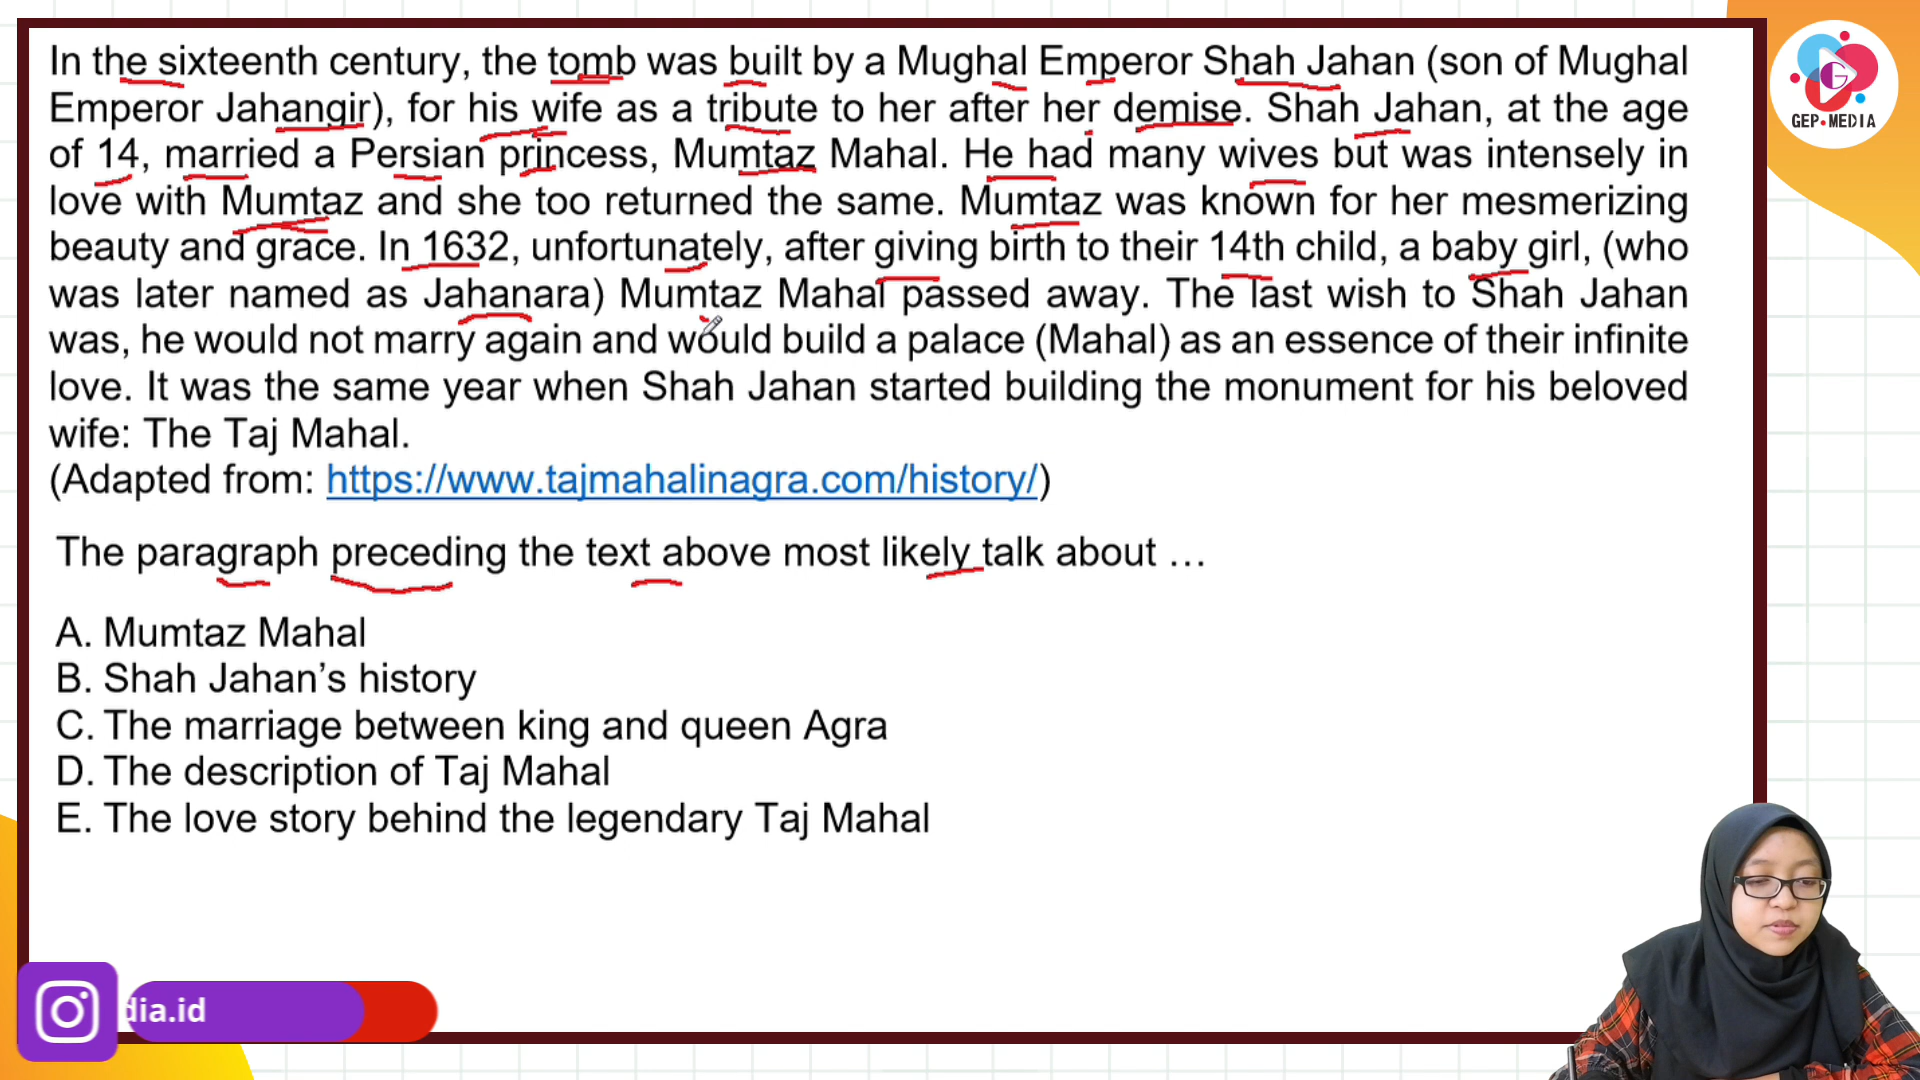 In the sixteenth century, the tomb was built by a Mughal Emperor Shah Jahan (son of Mughal
Emperor Jahangir), for his wife as a tribute to her after her demise. Shah Jahan, at the age
of 14, married a Persian princess, Mumtaz Mahal. He had many wives but was intensely in
love with Mumtaz and she too returned the same. Mumtaz was known for her mesmerizing
beauty and grace. In 1632, unfortunately, after giving birth to their 14th child, a baby girl, (who
was later named as Jahanara) Mumtaz Mahal passed away. The last wish to Shah Jahan
was, he would not marry again and would build a palace (Mahal) as an essence of their infinite
love. It was the same year when Shah Jahan started building the monument for his beloved
wife: The Taj Mahal.
(Adapted from: https://www.tajmahalinagra.com/history/)
The paragraph preceding the text above most likely talk about …
A. Mumtaz Mahal
B. Shah Jahan’s history
C. The marriage between king and queen Agra
D. The description of Taj Mahal
E. The love story behind the legendary Taj Mahal
G
GEP•MEDIA
dia.id